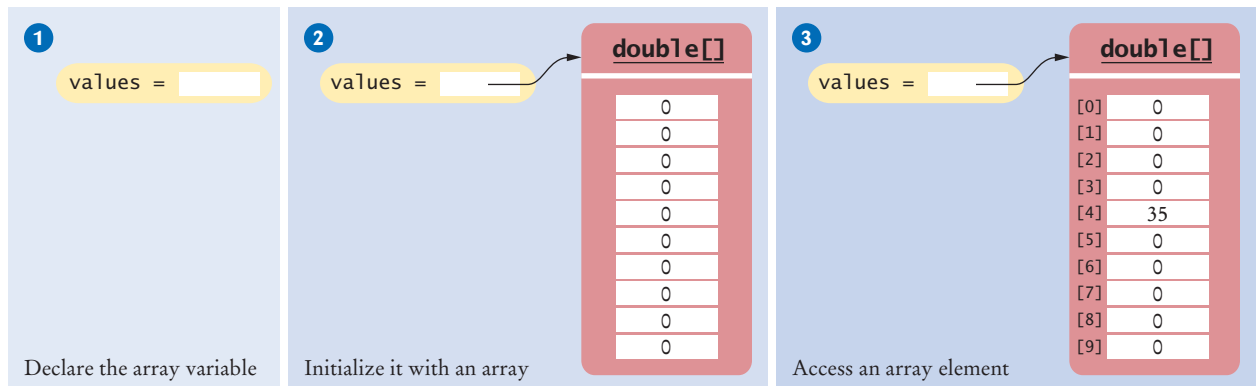 1
values =
Declare the array variable
2
values =
double[]
0
0
0
0
0
0
0
0
0
0
Initialize it with an array
3
values =
double[]
[0] 0
[1] 0
[2] 0
[3] 0
[4] 35
[5] 0
[6] 0
[7] 0
[8] 0
[9] 0
Access an array element